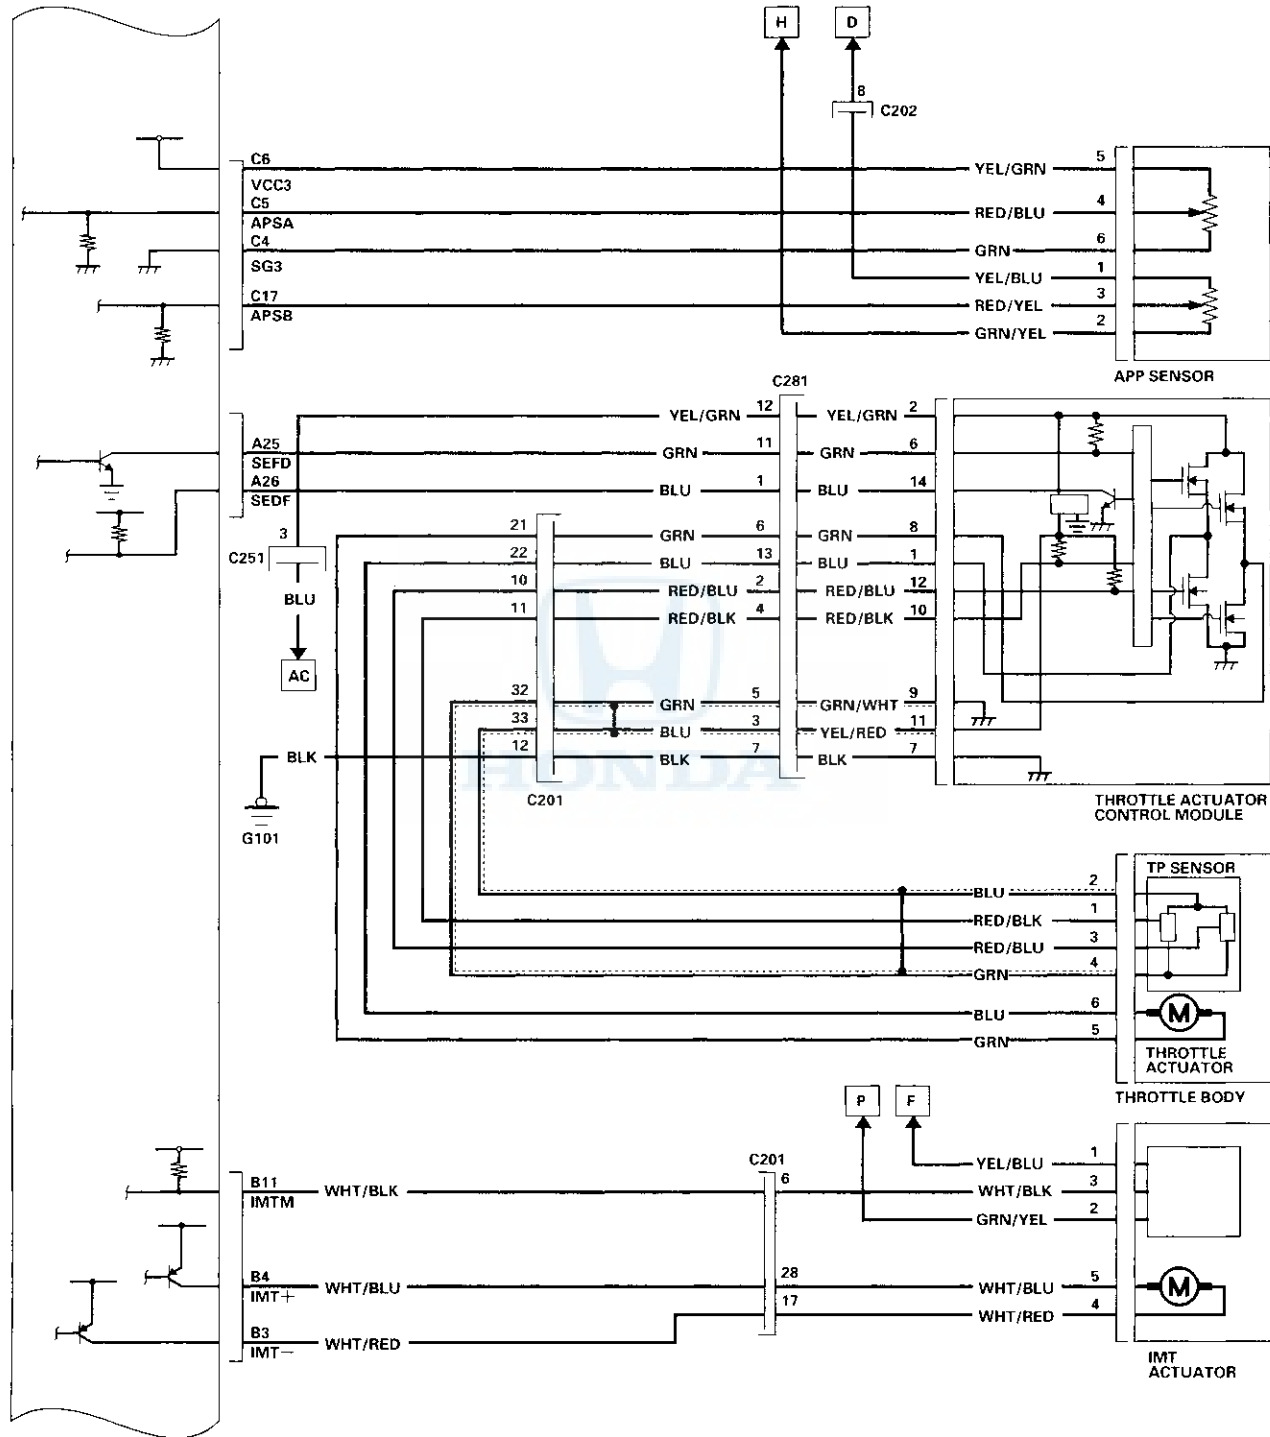 H D
8
C202
C6 YEL/GRN 5
VCC3
C5 RED/BLU 4
APSA
C4 GRN 6
SG3
YEL/BLU 1
C17 RED/YEL 3
APSB
GRN/YEL 2
APP SENSOR
C281
YEL/GRN 12 YEL/GRN 2
A25 GRN 11 GRN 6
SEFD
A26 BLU 1 BLU 14
SEDF
3 21 GRN 6 GRN 8
C251 22 BLU 13 BLU 1
BLU 10 RED/BLU 2 RED/BLU 12
11 RED/BLK 4 RED/BLK 10
AC
32 GRN 5 GRN/WHT 9
33 BLU 3 YEL/RED 11
BLK 12 BLK 7 BLK 7
HONDA
C201
G101
THROTTLE ACTUATOR
CONTROL MODULE
TP SENSOR
BLU 2
RED/BLK 1
RED/BLU 3
GRN 4
BLU 6 M
GRN 5
THROTTLE
ACTUATOR
THROTTLE BODY
P F
C201
YEL/BLU 1
B11 WHT/BLK 6 WHT/BLK 3
IMTM
GRN/YEL 2
B4 WHT/BLU 28 WHT/BLU 5 M
IMT+
17 WHT/RED 4
B3 WHT/RED
IMT−
IMT
ACTUATOR